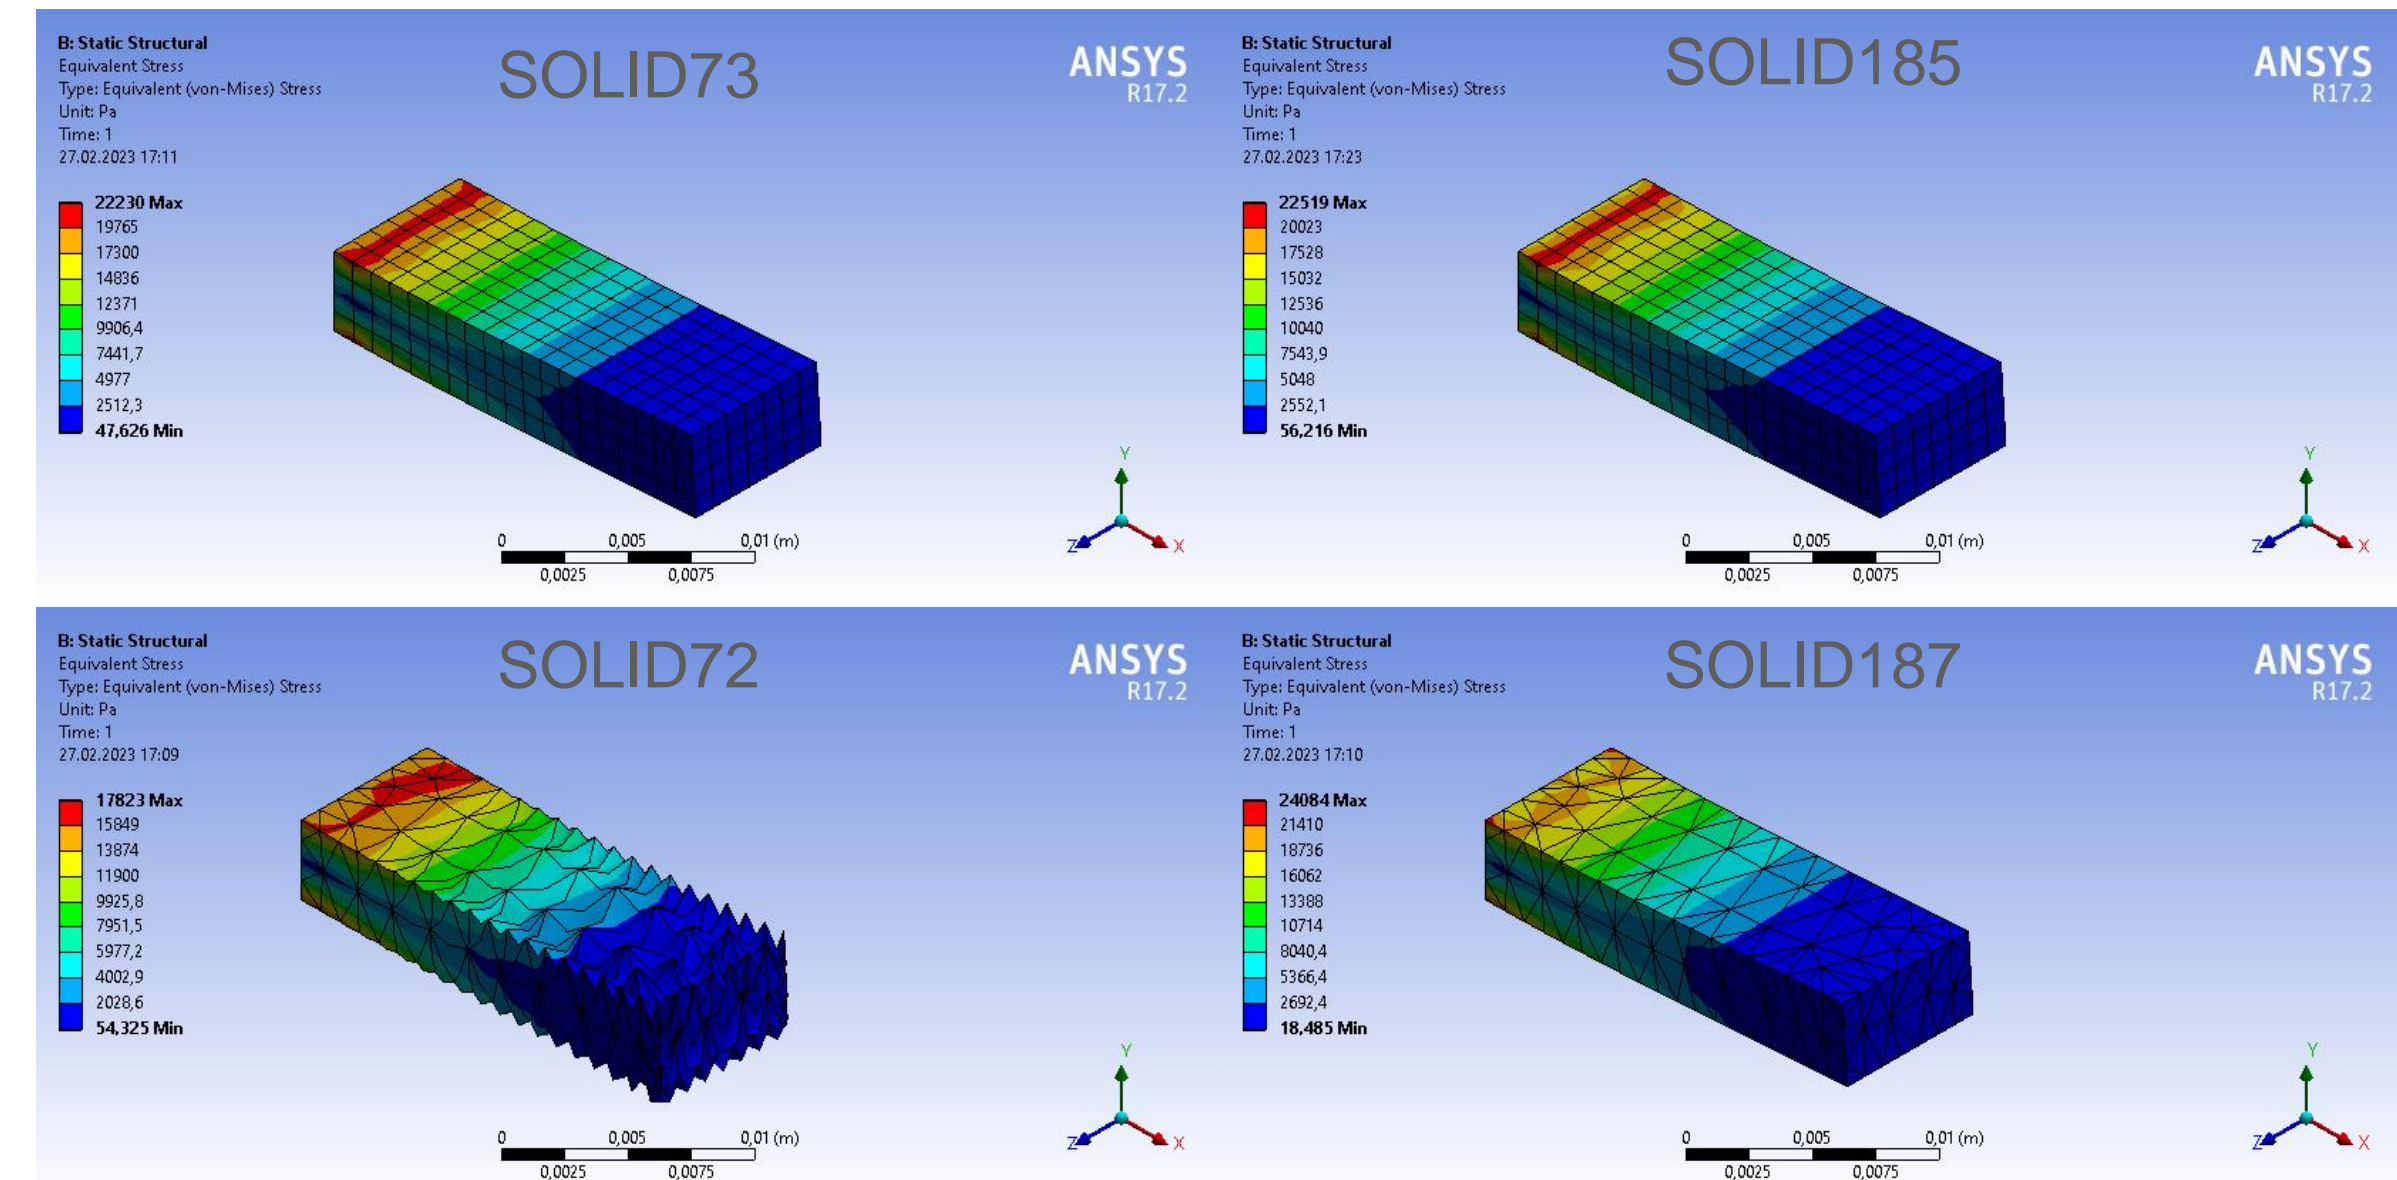 B: Static Structural
Equivalent Stress
Type: Equivalent (von-Mises) Stress
Unit: Pa
Time: 1
27.02.2023 17:11
SOLID73
ANSYS
R17.2
22230 Max
19765
17300
14836
12371
9906,4
7441,7
4977
2512,3
47,626 Min
Y
Z
X
0
0,005
0,01 (m)
0,0025
0,0075
B: Static Structural
Equivalent Stress
Type: Equivalent (von-Mises) Stress
Unit: Pa
Time: 1
27.02.2023 17:23
SOLID185
ANSYS
R17.2
22519 Max
20023
17528
15032
12536
10040
7543,9
5048
2552,1
56,216 Min
Y
Z
X
0
0,005
0,01 (m)
0,0025
0,0075
B: Static Structural
Equivalent Stress
Type: Equivalent (von-Mises) Stress
Unit: Pa
Time: 1
27.02.2023 17:09
SOLID72
ANSYS
R17.2
17823 Max
15849
13874
11900
9925,8
7951,5
5977,2
4002,9
2028,6
54,325 Min
Y
Z
X
0
0,005
0,01 (m)
0,0025
0,0075
B: Static Structural
Equivalent Stress
Type: Equivalent (von-Mises) Stress
Unit: Pa
Time: 1
27.02.2023 17:10
SOLID187
ANSYS
R17.2
24084 Max
21410
18736
16062
13388
10714
8040,4
5366,4
2692,4
18,485 Min
Y
Z
X
0
0,005
0,01 (m)
0,0025
0,0075